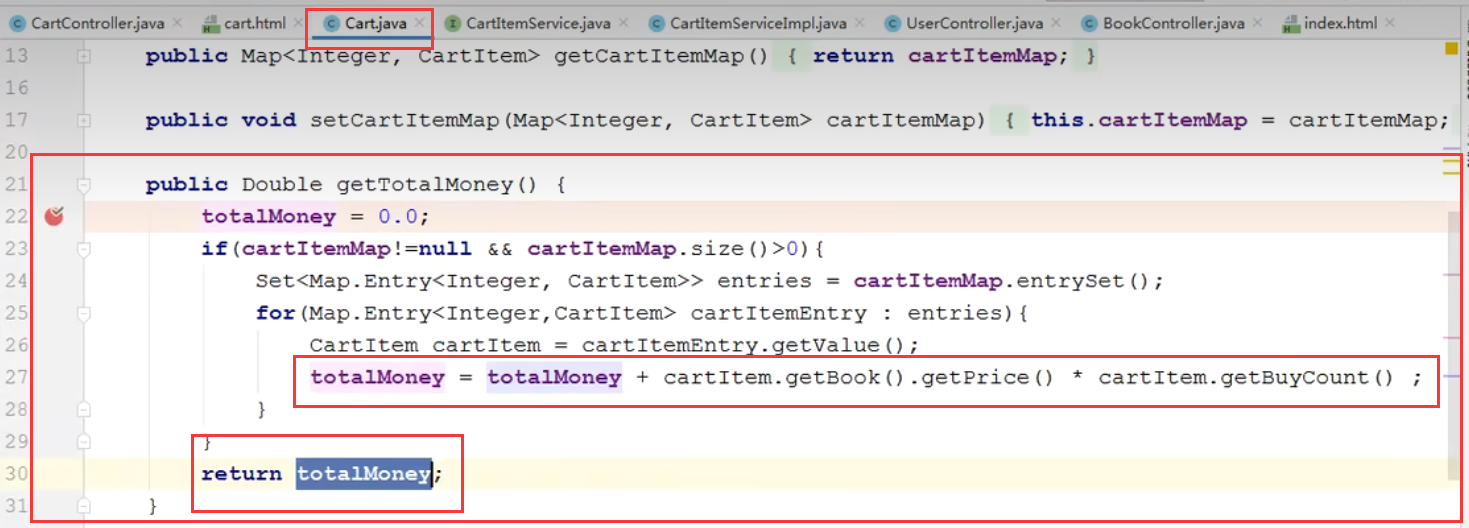 CartController.java cart.html Cart.java CartItemService.java CartItemServiceImpl.java UserController.java BookController.java index.html
13 public Map<Integer, CartItem> getCartItemMap() { return cartItemMap; }
16
17 public void setCartItemMap(Map<Integer, CartItem> cartItemMap) { this.cartItemMap = cartItemMap;
20
21 public Double getTotalMoney() {
22 totalMoney = 0.0;
23 if(cartItemMap!=null && cartItemMap.size()>0){
24 Set<Map.Entry<Integer, CartItem>> entries = cartItemMap.entrySet();
25 for(Map.Entry<Integer,CartItem> cartItemEntry : entries){
26 CartItem cartItem = cartItemEntry.getValue();
27 totalMoney = totalMoney + cartItem.getBook().getPrice() * cartItem.getBuyCount() ;
28 }
29 }
30 return totalMoney;
31 }